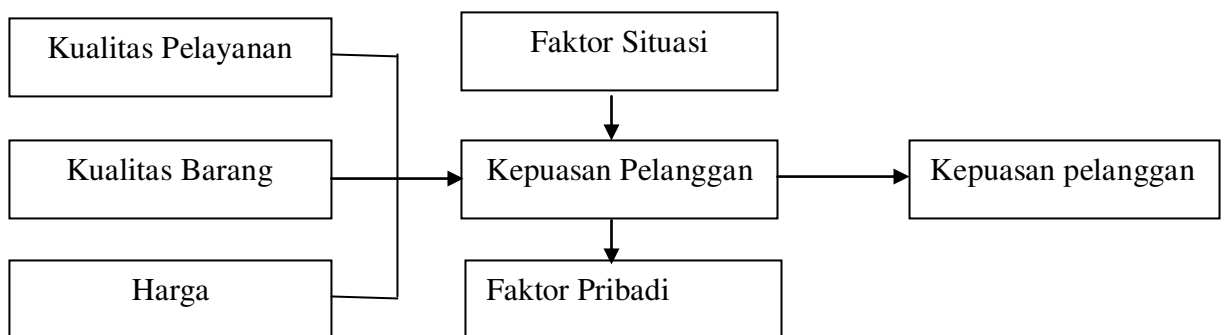 Kualitas Pelayanan
Faktor Situasi
Kualitas Barang
Kepuasan Pelanggan
Kepuasan pelanggan
Harga
Faktor Pribadi